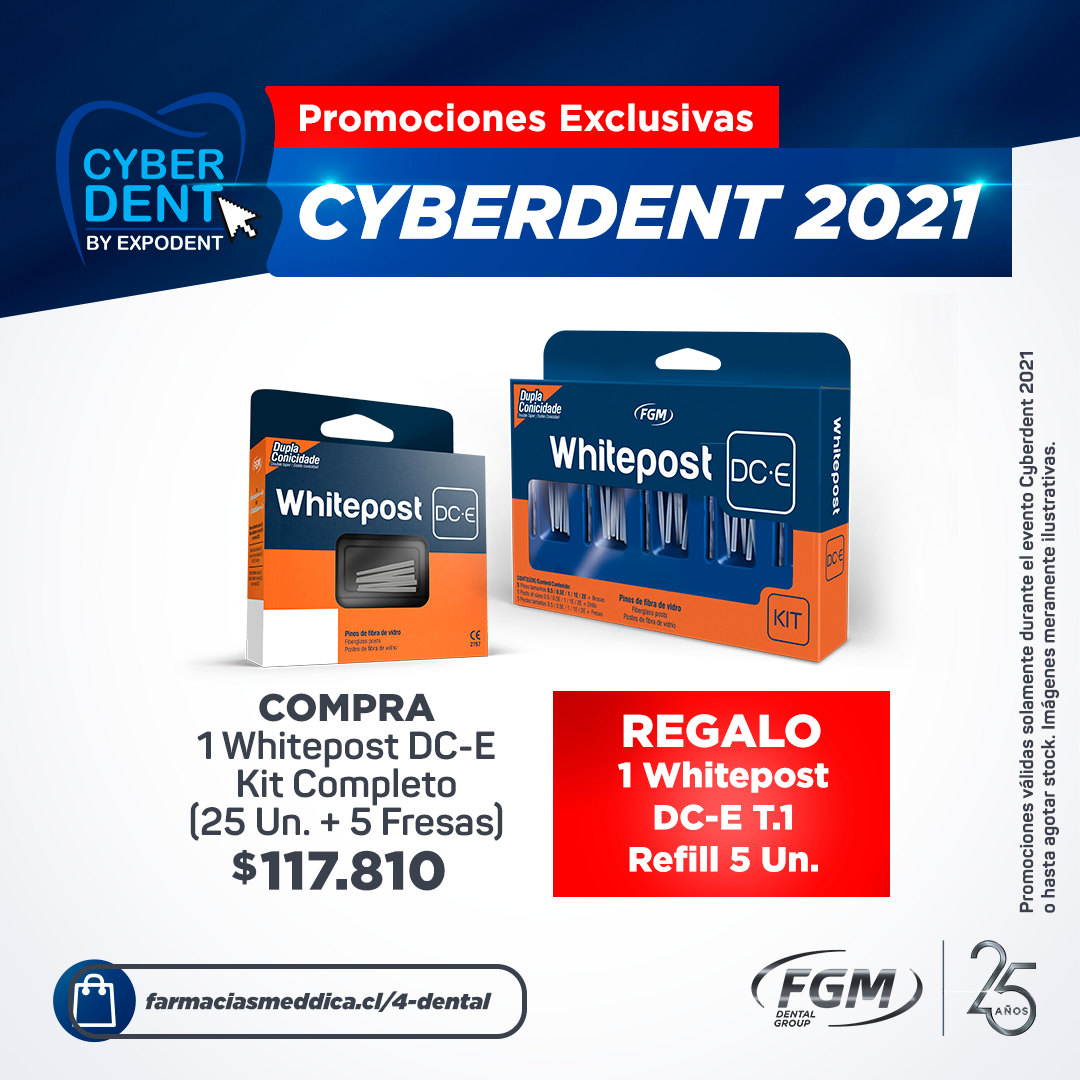 Promociones Exclusivas
CYBER
DENT
BY EXPODENT
CYBERDENT 2021
Dupla
Conicidade
FGM
Whitepost
DC·E
Pinos de fibra de vidro
Fiberglass posts
Postes de fibra de vidrio
CE
2797
Dupla
Conicidade
FGM
Whitepost
DC·E
Pinos de fibra de vidro
Fiberglass posts
Postes de fibra de vidrio
KIT
Whitepost
DC·E
COMPRA
1 Whitepost DC-E
Kit Completo
(25 Un. + 5 Fresas)
$117.810
REGALO
1 Whitepost
DC-E T.1
Refill 5 Un.
Promociones válidas solamente durante el evento Cyberdent 2021
o hasta agotar stock. Imágenes meramente ilustrativas.
farmaciasmeddica.cl/4-dental
FGM
DENTAL
GROUP
25
AÑOS